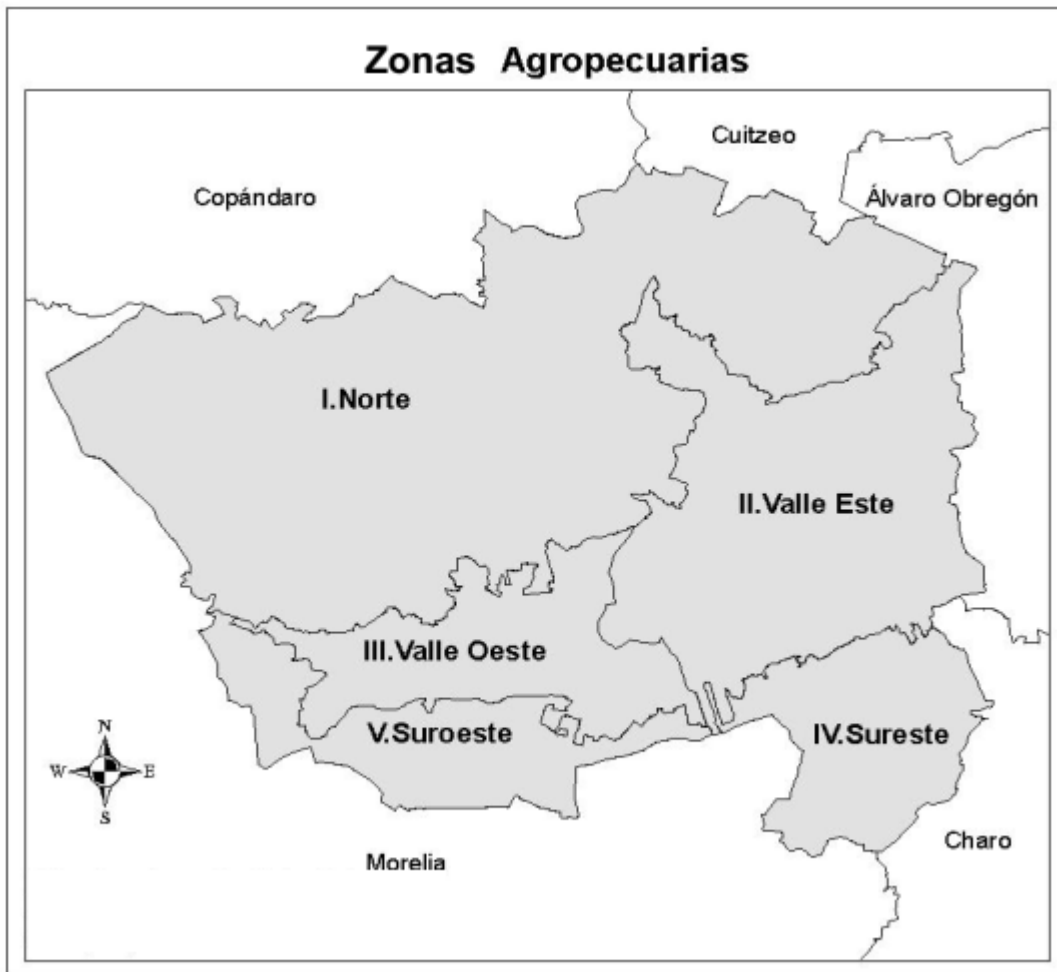 Zonas Agropecuarias
Cuitzeo
Copándaro
Álvaro Obregón
I.Norte
II.Valle Este
III.Valle Oeste
V.Suroeste
IV.Sureste
N
W E
S
Charo
Morelia